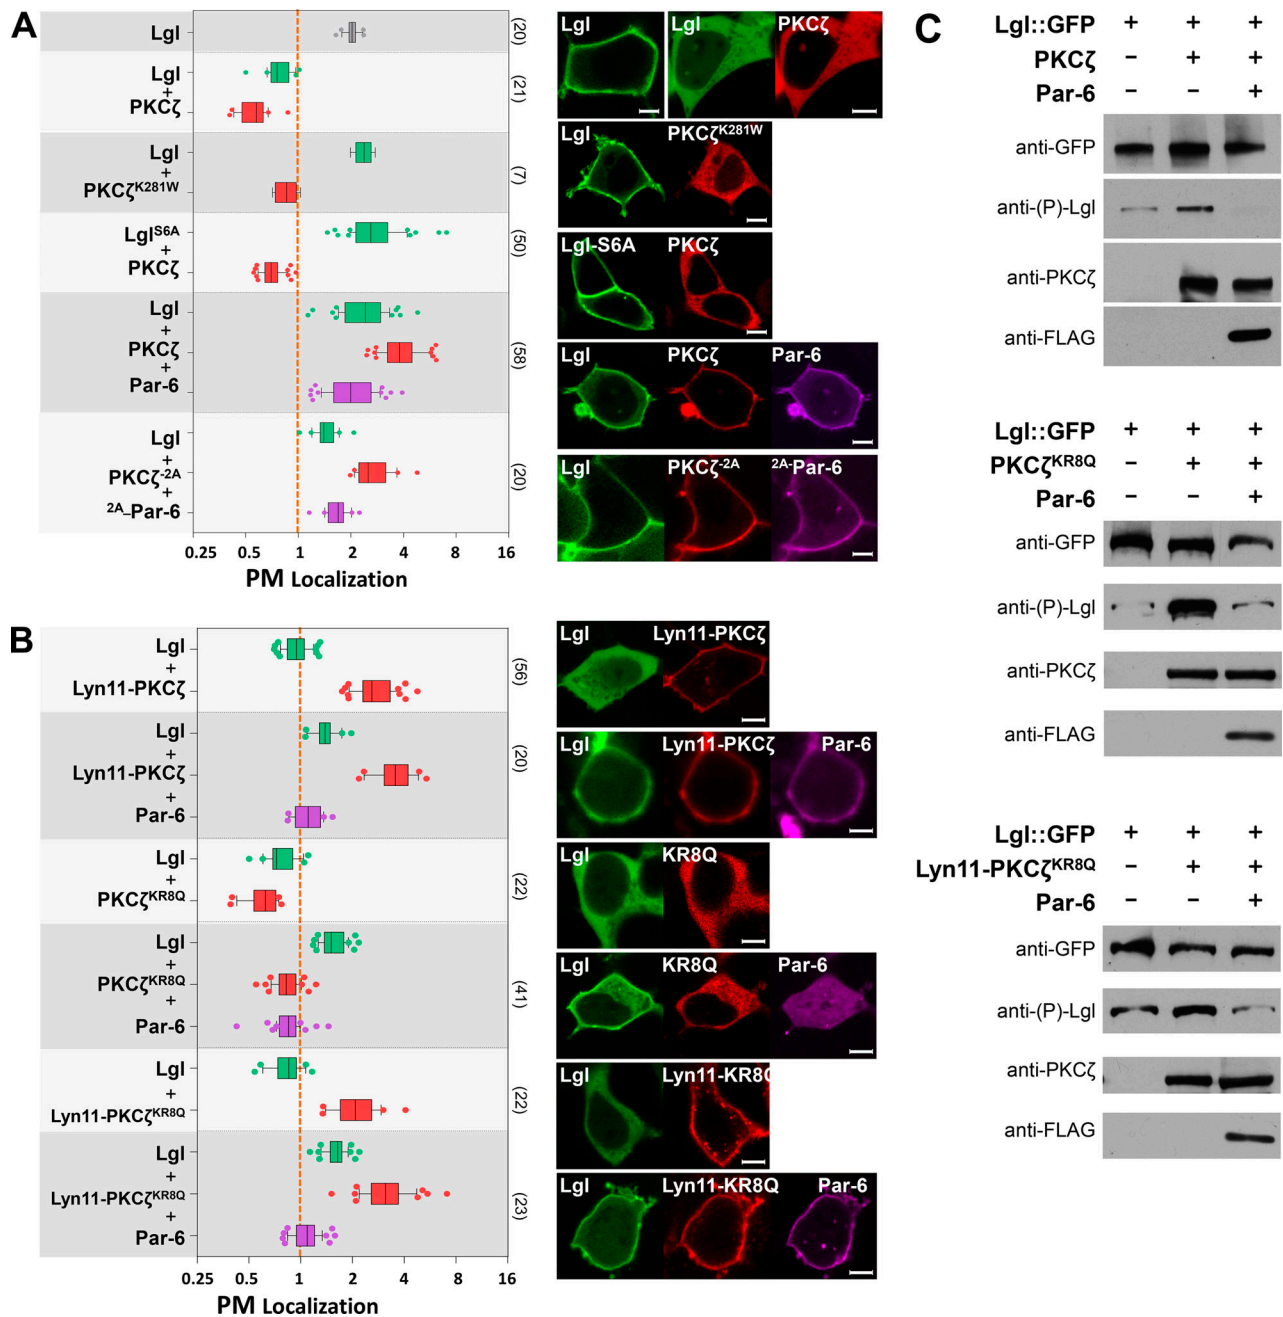 A
Lgl
(20)
Lgl
+
PKCζ
(21)
Lgl
+
PKCζK281W
(7)
LglS6A
+
PKCζ
(50)
Lgl
+
PKCζ
+
Par-6
(58)
Lgl
+
PKCζ-2A
+
2A-Par-6
(20)
0.25 0.5 1 2 4 8 16
PM Localization
Lgl Lgl PKCζ
Lgl PKCζK281W
Lgl-S6A PKCζ
Lgl PKCζ Par-6
Lgl PKCζ-2A 2A-Par-6
B
Lgl
+
Lyn11-PKCζ
(56)
Lgl
+
Lyn11-PKCζ
+
Par-6
(20)
Lgl
+
PKCζKR8Q
(22)
Lgl
+
PKCζKR8Q
+
Par-6
(41)
Lgl
+
Lyn11-PKCζKR8Q
(22)
Lgl
+
Lyn11-PKCζKR8Q
+
Par-6
(23)
0.25 0.5 1 2 4 8 16
PM Localization
Lgl Lyn11-PKCζ
Lgl Lyn11-PKCζ Par-6
Lgl KR8Q
Lgl KR8Q Par-6
Lgl Lyn11-KR8Q
Lgl Lyn11-KR8Q Par-6
C
Lgl::GFP + + +
PKCζ - + +
Par-6 - - +
anti-GFP
anti-(P)-Lgl
anti-PKCζ
anti-FLAG
Lgl::GFP + + +
PKCζKR8Q - + +
Par-6 - - +
anti-GFP
anti-(P)-Lgl
anti-PKCζ
anti-FLAG
Lgl::GFP + + +
Lyn11-PKCζKR8Q - + +
Par-6 - - +
anti-GFP
anti-(P)-Lgl
anti-PKCζ
anti-FLAG